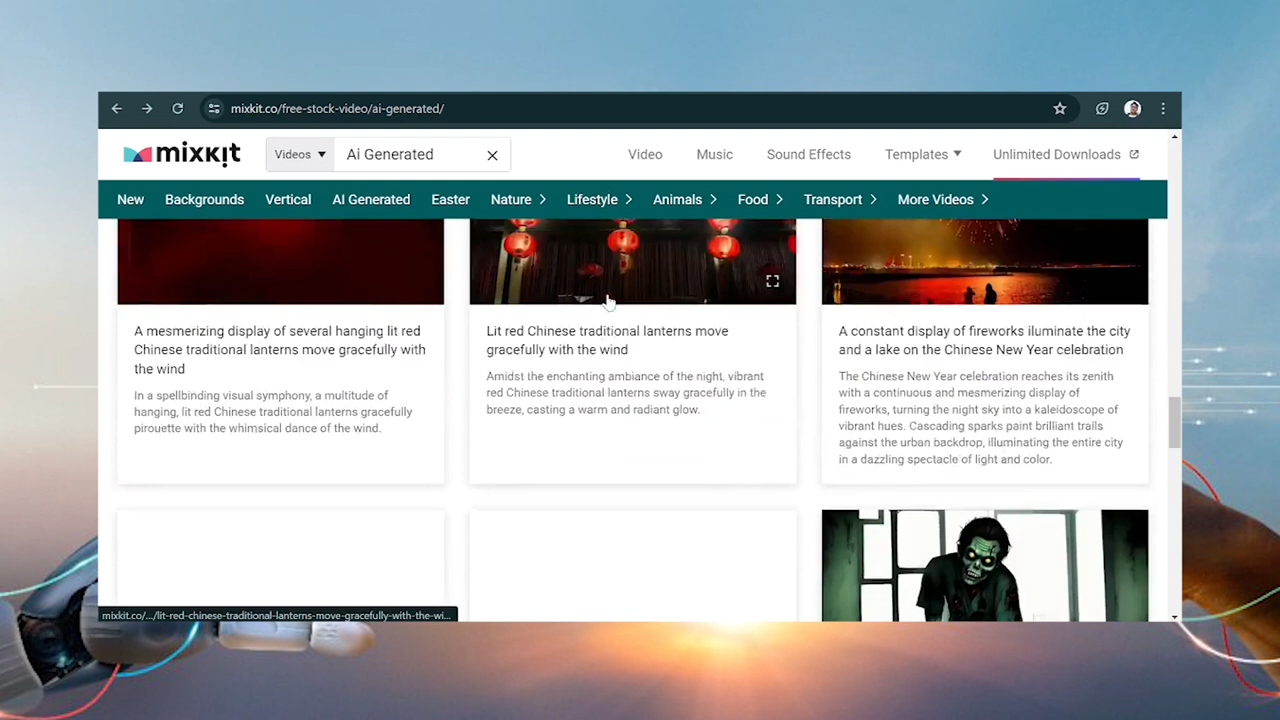 mixkit.co/free-stock-video/ai-generated/
mixkit
Videos
Ai Generated
Video
Music
Sound Effects
Templates
Unlimited Downloads
New
Backgrounds
Vertical
AI Generated
Easter
Nature
Lifestyle
Animals
Food
Transport
More Videos
A mesmerizing display of several hanging lit red
Chinese traditional lanterns move gracefully with
the wind
In a spellbinding visual symphony, a multitude of
hanging, lit red Chinese traditional lanterns gracefully
pirouette with the whimsical dance of the wind.
Lit red Chinese traditional lanterns move
gracefully with the wind
Amidst the enchanting ambiance of the night, vibrant
red Chinese traditional lanterns sway gracefully in the
breeze, casting a warm and radiant glow.
A constant display of fireworks iluminate the city
and a lake on the Chinese New Year celebration
The Chinese New Year celebration reaches its zenith
with a continuous and mesmerizing display of
fireworks, turning the night sky into a kaleidoscope of
vibrant hues. Cascading sparks paint brilliant trails
against the urban backdrop, illuminating the entire city
in a dazzling spectacle of light and color.
mixkit.co/.../lit-red-chinese-traditional-lanterns-move-gracefully-with-the-wi...